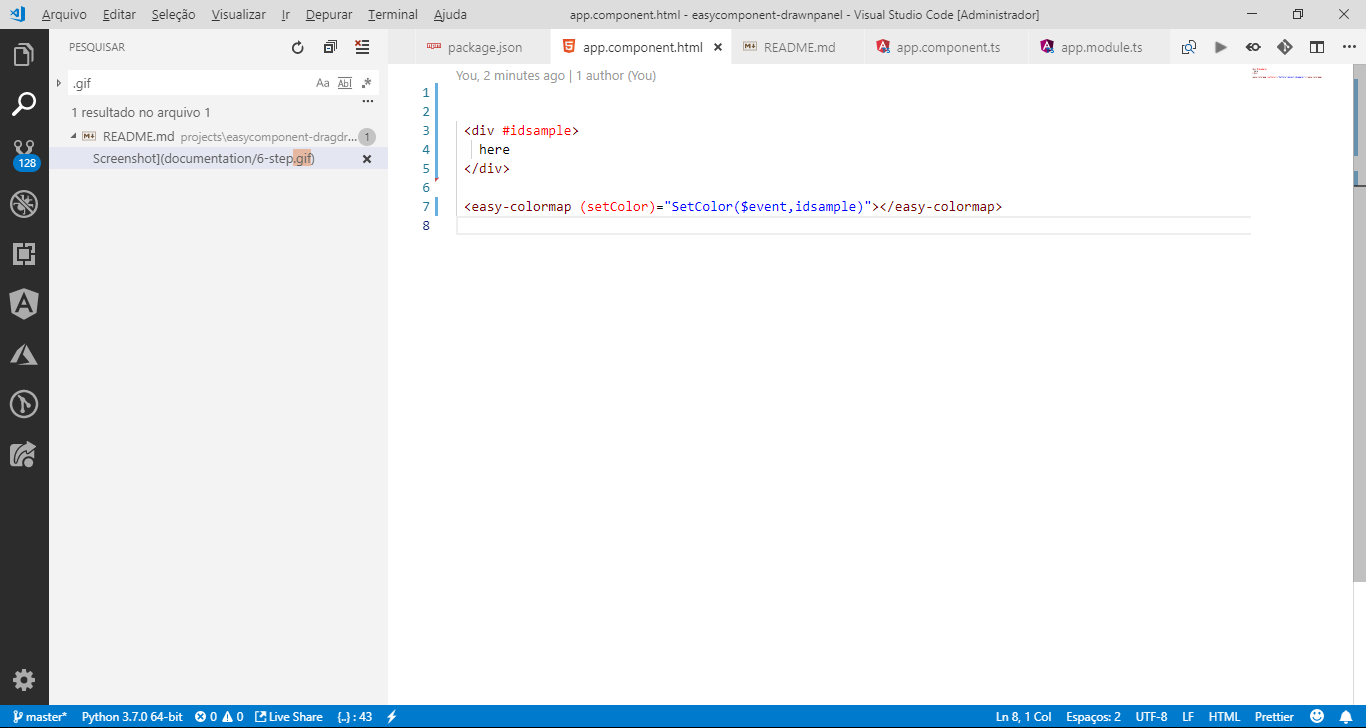 Arquivo Editar Seleção Visualizar Ir Depurar Terminal Ajuda app.component.html - easycomponent-drawnpanel - Visual Studio Code [Administrador]
PESQUISAR
package.json app.component.html README.md app.component.ts app.module.ts
.gif Aa Abl .*
1 resultado no arquivo 1
README.md projects\easycomponent-dragdr... 1
Screenshot](documentation/6-step.gif)
128
You, 2 minutes ago | 1 author (You)
1
2
3 <div #idsample>
4 here
5 </div>
6
7 <easy-colormap (setColor)="SetColor($event,idsample)"></easy-colormap>
8
master* Python 3.7.0 64-bit 0 0 Live Share {..} : 43 Ln 8, 1 Col Espaços: 2 UTF-8 LF HTML Prettier